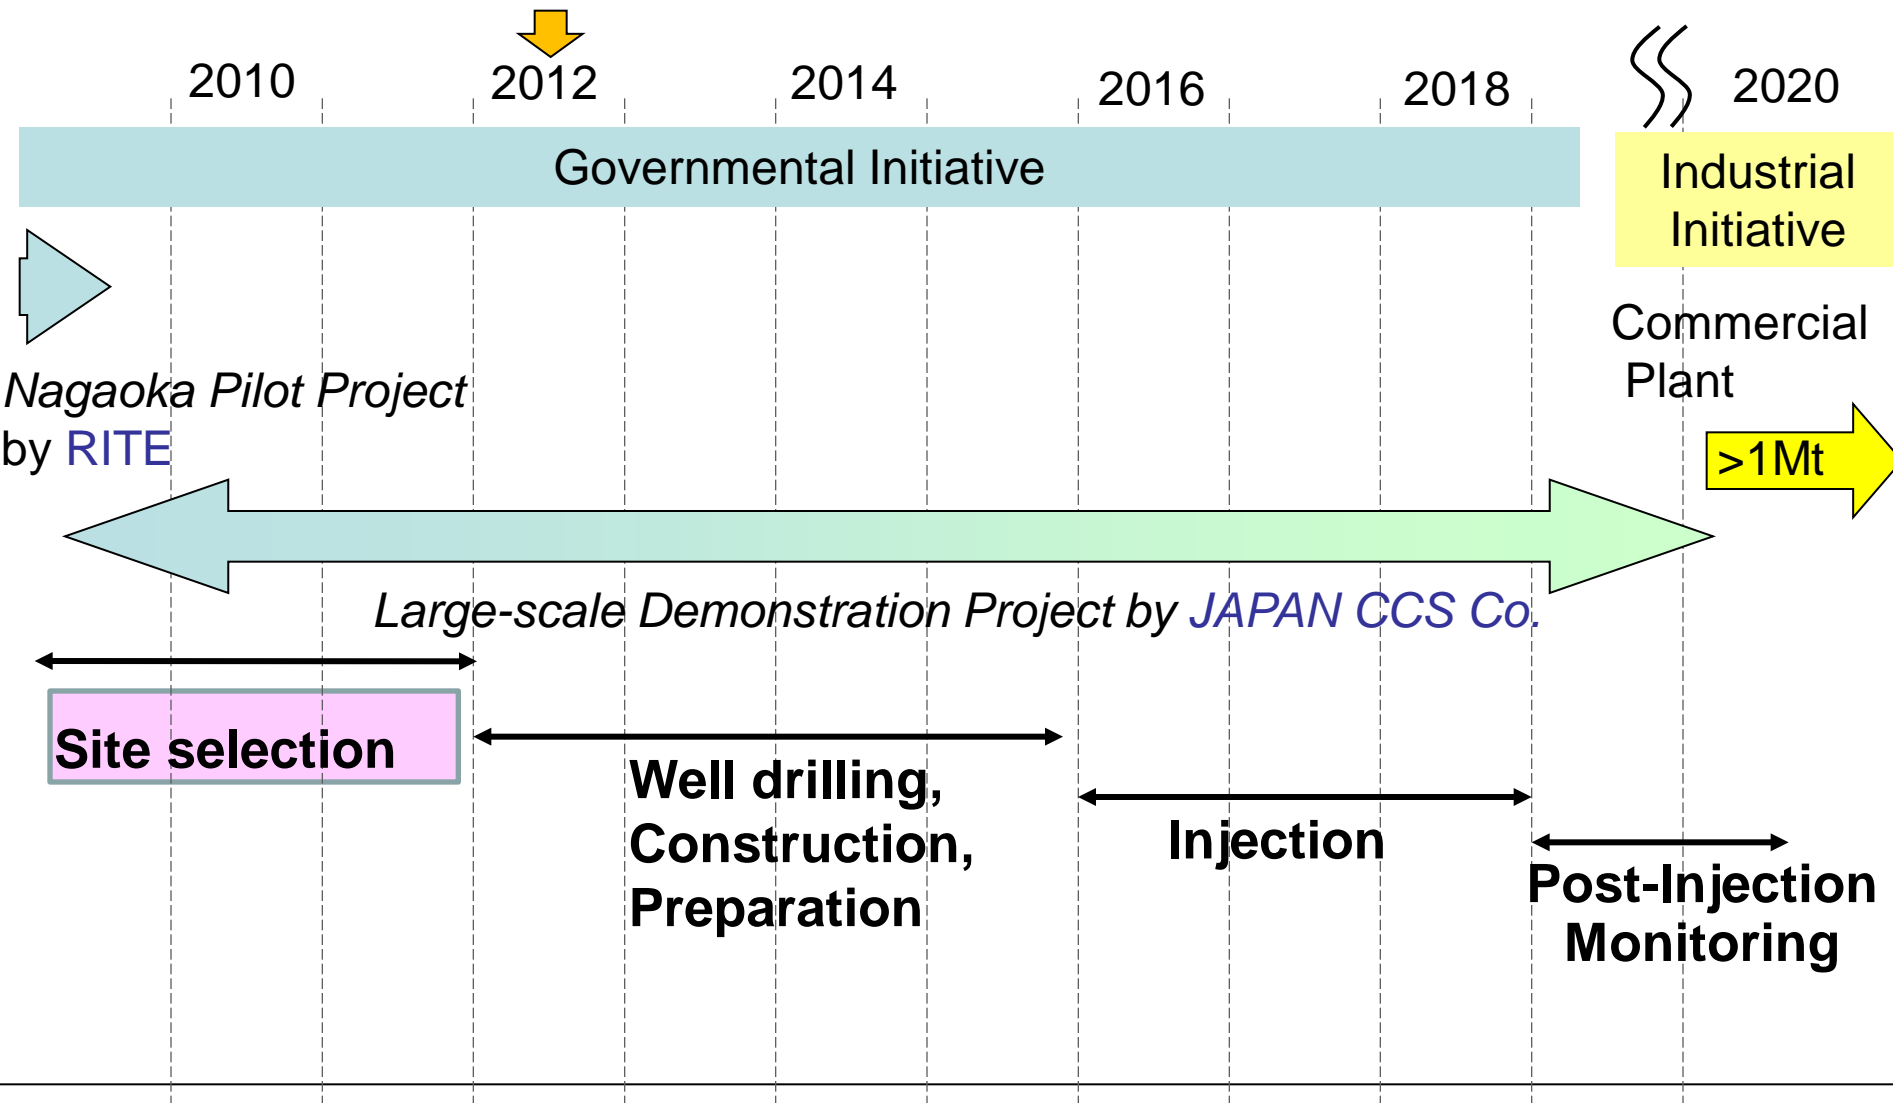 2010 2012 2014 2016 2018 2020
Governmental Initiative
Industrial
Initiative
Commercial
Plant
Nagaoka Pilot Project
by RITE
>1Mt
Large-scale Demonstration Project by JAPAN CCS Co.
Site selection
Well drilling,
Construction,
Preparation
Injection
Post-Injection
Monitoring